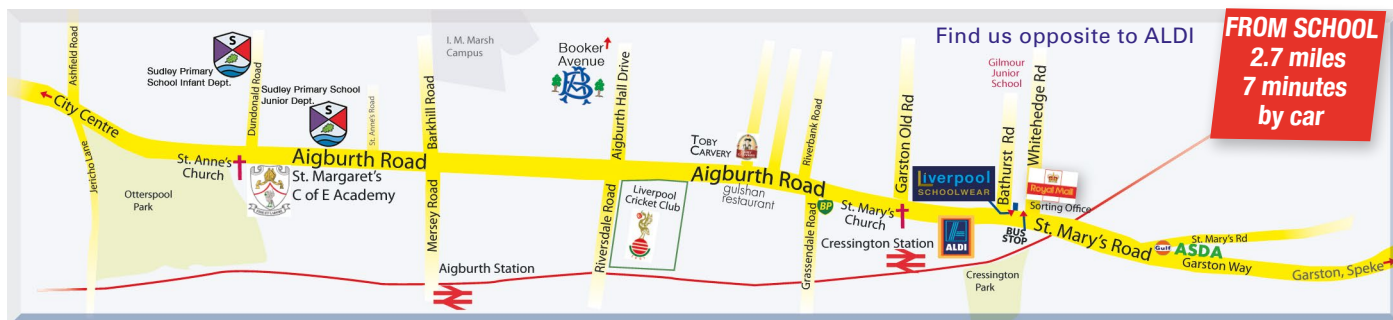 Find us opposite to ALDI
FROM SCHOOL
2.7 miles
7 minutes
by car
City Centre
Ashfield Road
Jericho Lane
Otterspool
Park
S
Sudley Primary
School Infant Dept.
Dundonald Road
St. Anne's
Church
St. Margaret's
C of E Academy
Sudley Primary School
Junior Dept.
S
St. Anne's Road
Aigburth Road
Barkhill Road
Mersey Road
I. M. Marsh
Campus
Aigburth Station
Booker
Avenue
BA
Aigburth Hall Drive
Riversdale Road
Liverpool
Cricket Club
Aigburth Road
TOBY
CARVERY
gulshan
restaurant
Riverbank Road
Grassendale Road
BP
St. Mary's
Church
Garston Old Rd
Cressington Station
Liverpool
SCHOOLWEAR
ALDI
Gilmour
Junior
School
Bathurst Rd
Whitehedge Rd
Royal Mail
Sorting Office
BUS
STOP
Cressington
Park
St. Mary's Road
Gulf
ASDA
St. Mary's Rd
Garston Way
Garston, Speke